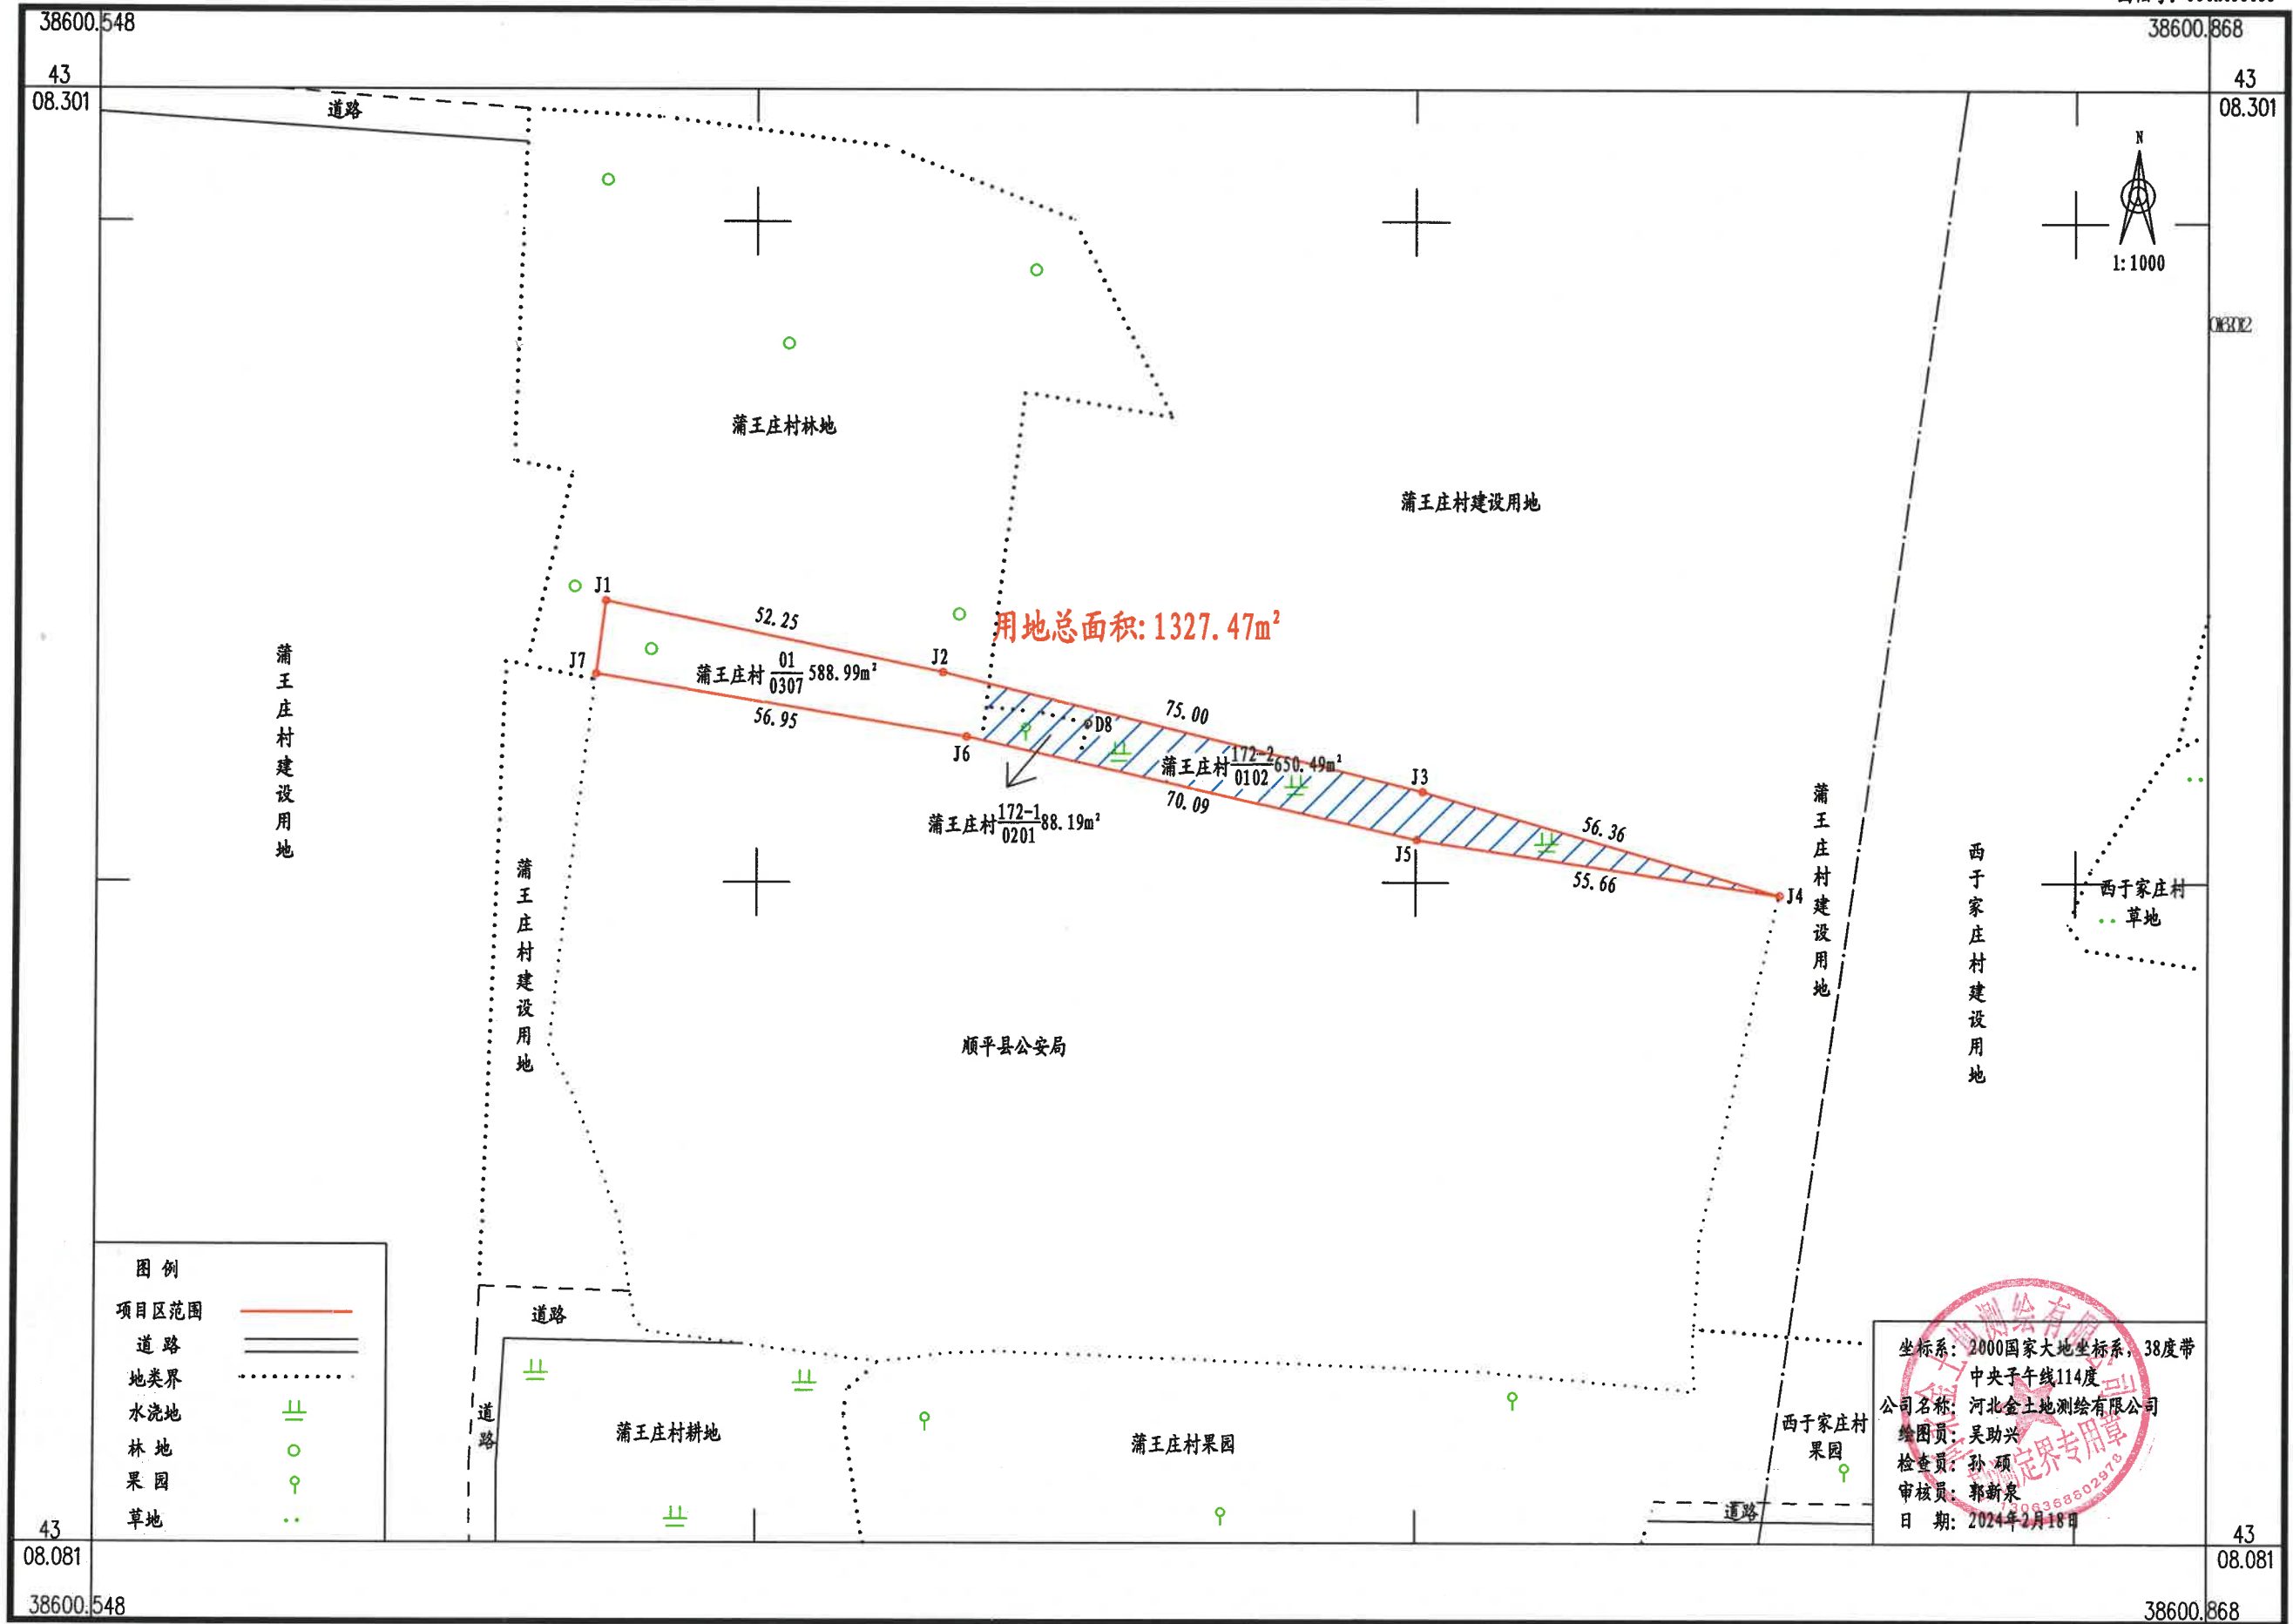 38600.548
38600.868
43
08.301
43
08.301
道路
N
1:1000
蒲王庄村林地
蒲王庄村建设用地
J1
52.25
用地总面积:1327.47m²
J7
J2
蒲王庄村 01/0307 588.99m²
56.95
75.00
D8
J6
蒲王庄村 172-2/0102 650.49m²
J3
70.09
蒲王庄村 172-1/0201 88.19m²
56.36
J5
55.66
J4
蒲王庄村建设用地
蒲王庄村建设用地
蒲王庄村建设用地
西于家庄村建设用地
西于家庄村
草地
顺平县公安局
图例
项目区范围
道路
地类界
水浇地
林地
果园
草地
道路
道路
蒲王庄村耕地
蒲王庄村果园
西于家庄村
果园
道路
坐标系: 2000国家大地坐标系, 38度带
中央子午线114度
公司名称: 河北金土地测绘有限公司
绘图员: 吴助兴
检查员: 孙硕
审核员: 郭新泉
日 期: 2024年2月18日
43
08.081
43
08.081
38600.548
38600.868